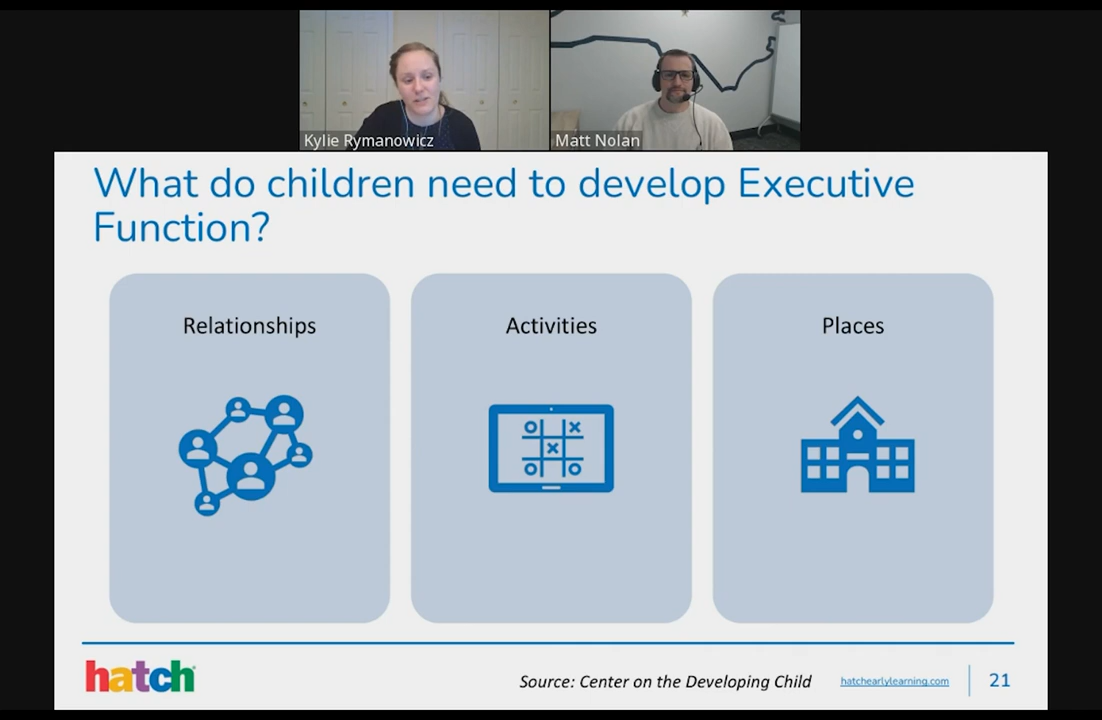 Kylie Rymanowicz
Matt Nolan
What do children need to develop Executive
Function?
Relationships
Activities
Places
hatch
Source: Center on the Developing Child
hatchearlylearning.com
21